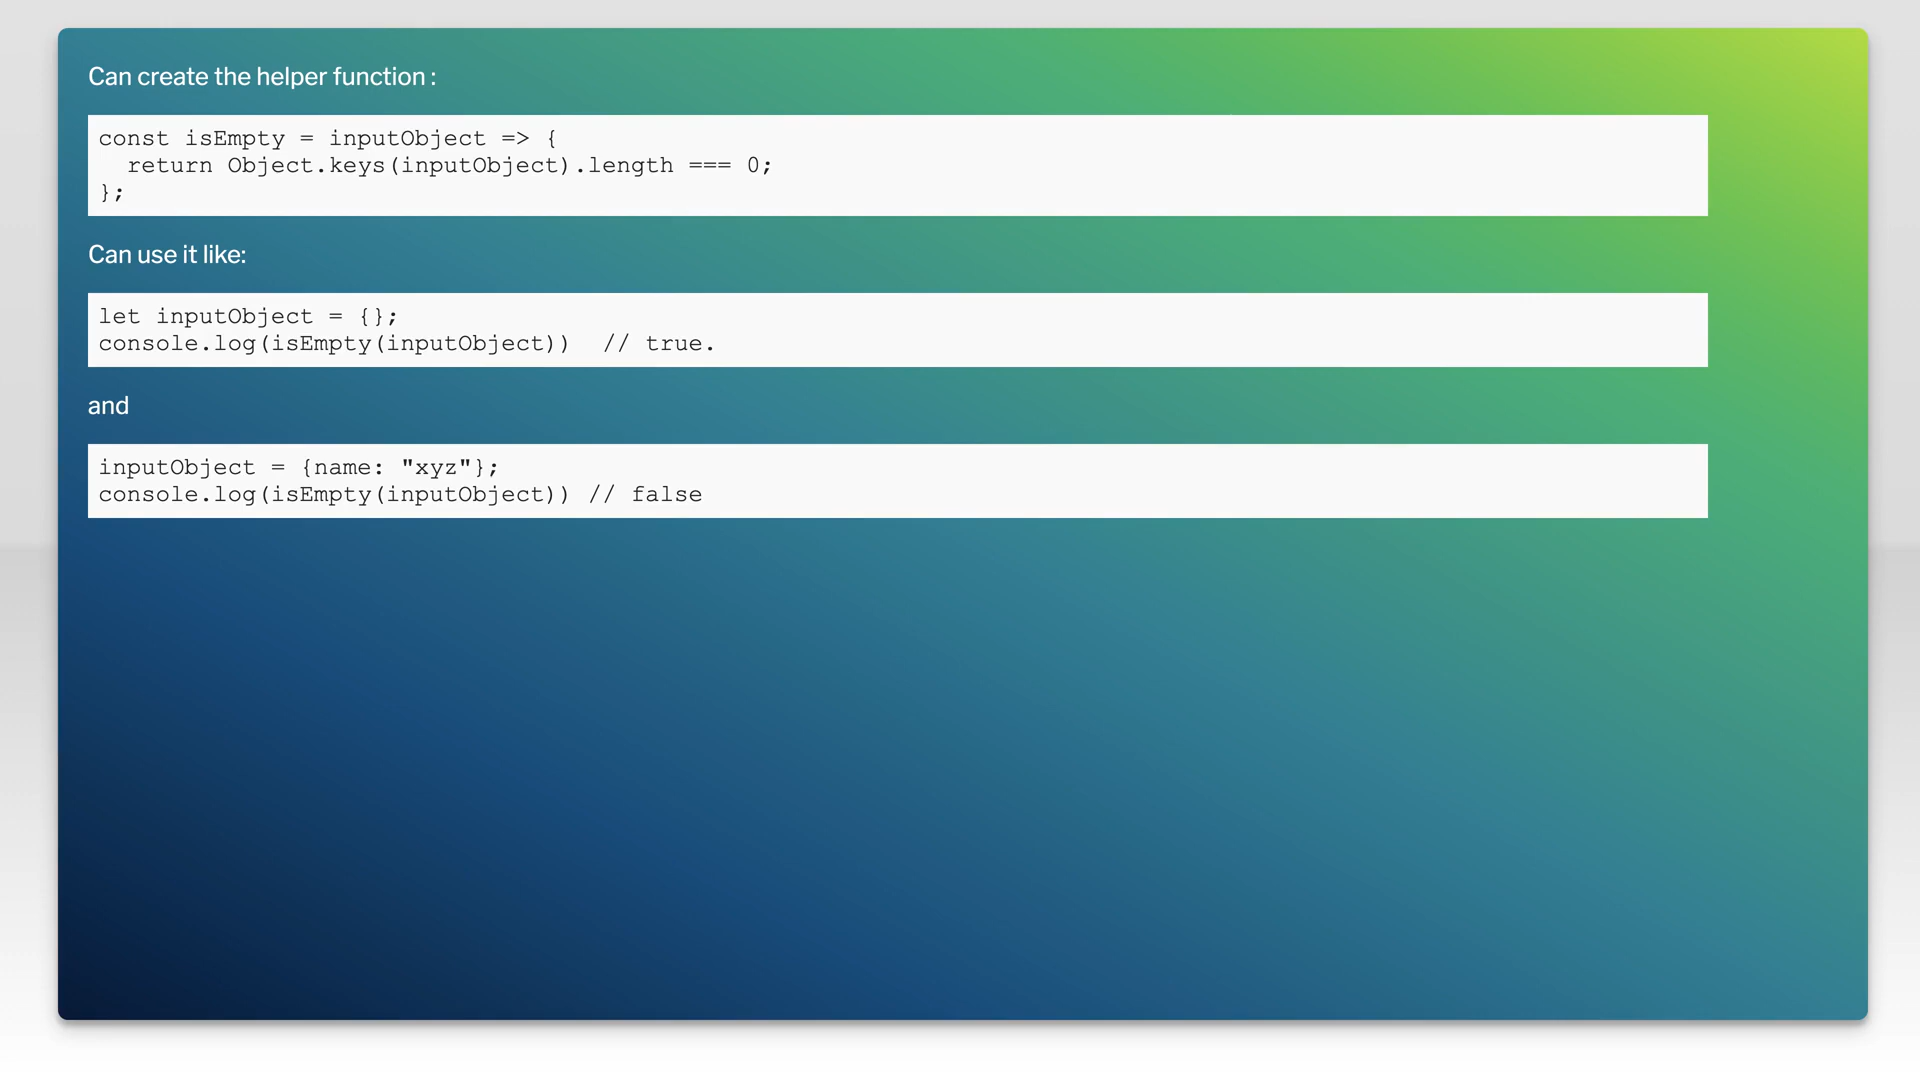 Can create the helper function :
const isEmpty = inputObject => {
  return Object.keys(inputObject).length === 0;
};
Can use it like:
let inputObject = {};
console.log(isEmpty(inputObject))  // true.
and
inputObject = {name: "xyz"};
console.log(isEmpty(inputObject)) // false